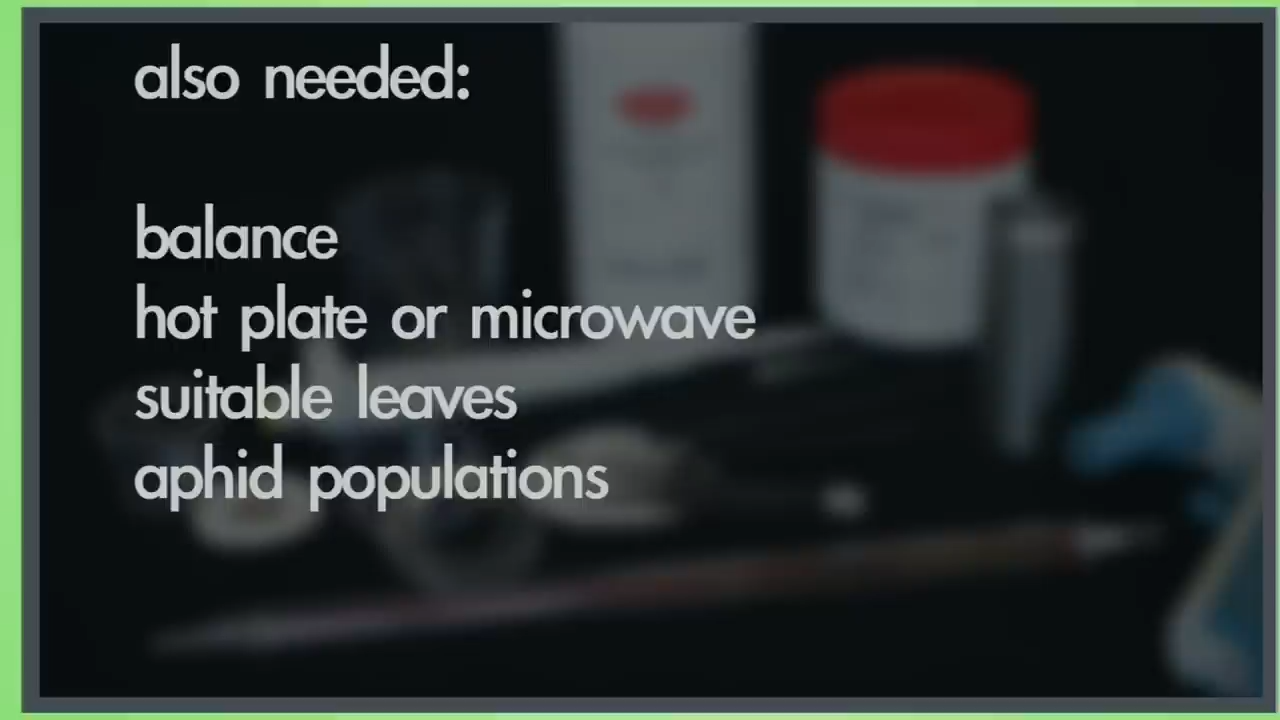 also needed:
balance
hot plate or microwave
suitable leaves
aphid populations